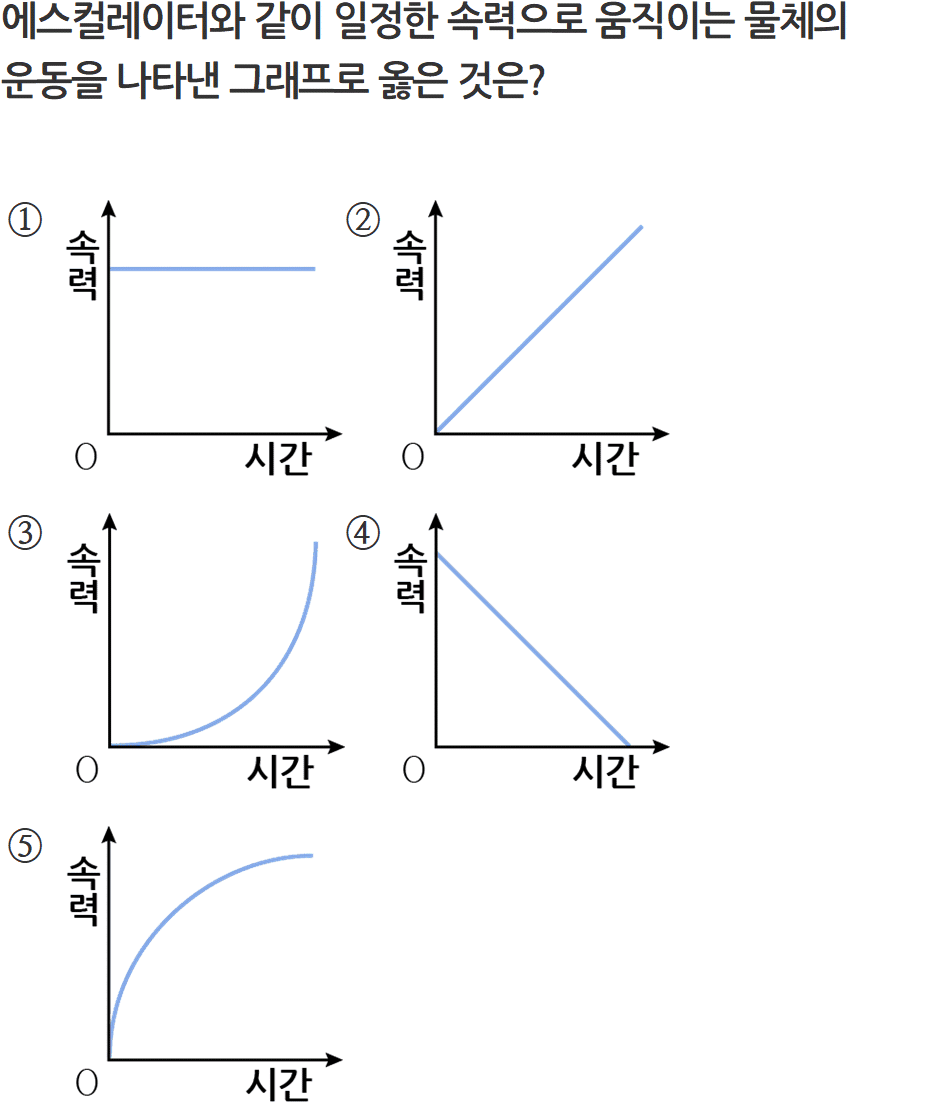 에스컬레이터와 같이 일정한 속력으로 움직이는 물체의
운동을 나타낸 그래프로 옳은 것은?
① 속력 O 시간
② 속력 O 시간
③ 속력 O 시간
④ 속력 O 시간
⑤ 속력 O 시간